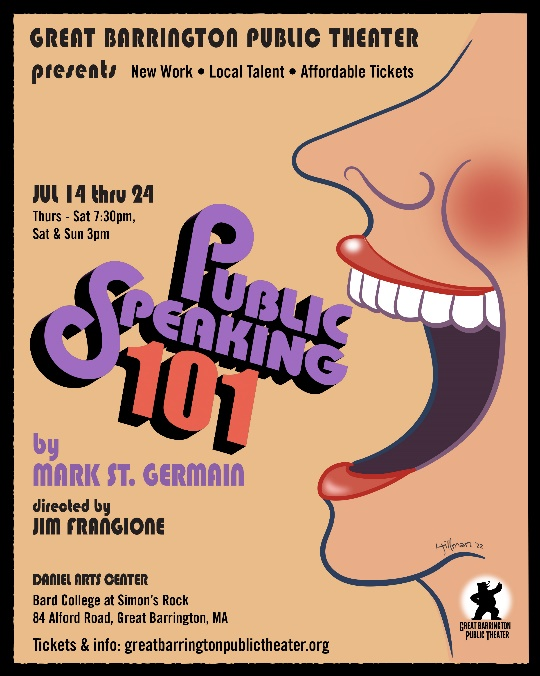 GREAT BARRINGTON PUBLIC THEATER
presents New Work • Local Talent • Affordable Tickets
JUL 14 thru 24
Thurs - Sat 7:30pm,
Sat & Sun 3pm
PUBLIC
SPEAKING
101
by
MARK ST. GERMAIN
directed by
JIM FRANGIONE
DANIEL ARTS CENTER
Bard College at Simon's Rock
84 Alford Road, Great Barrington, MA
Tickets & info: greatbarringtonpublictheater.org
Hillman '22
GREAT BARRINGTON
PUBLIC THEATER